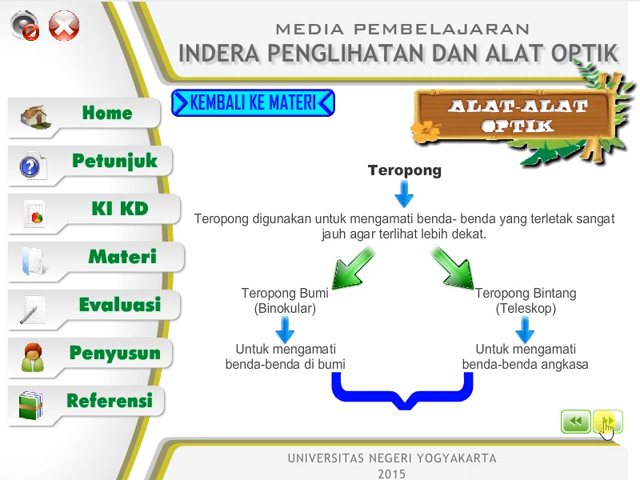 MEDIA PEMBELAJARAN
INDERA PENGLIHATAN DAN ALAT OPTIK
KEMBALI KE MATERI
ALAT-ALAT
OPTIK
Home
Petunjuk
KI KD
Materi
Evaluasi
Penyusun
Referensi
Teropong
Teropong digunakan untuk mengamati benda- benda yang terletak sangat
jauh agar terlihat lebih dekat.
Teropong Bumi
(Binokular)
Untuk mengamati
benda-benda di bumi
Teropong Bintang
(Teleskop)
Untuk mengamati
benda-benda angkasa
UNIVERSITAS NEGERI YOGYAKARTA
2015